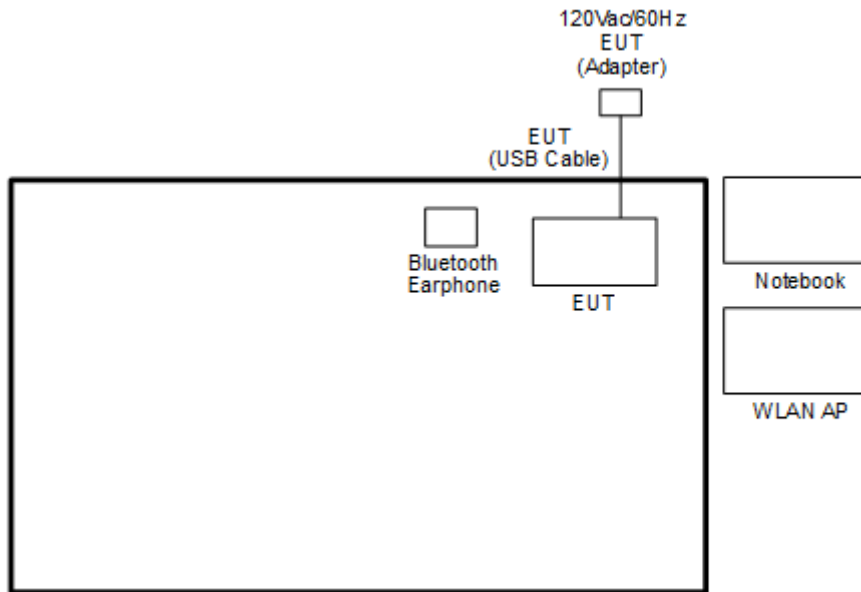 120Vac/60Hz
EUT
(Adapter)
EUT
(USB Cable)
Bluetooth
Earphone
EUT
Notebook
WLAN AP